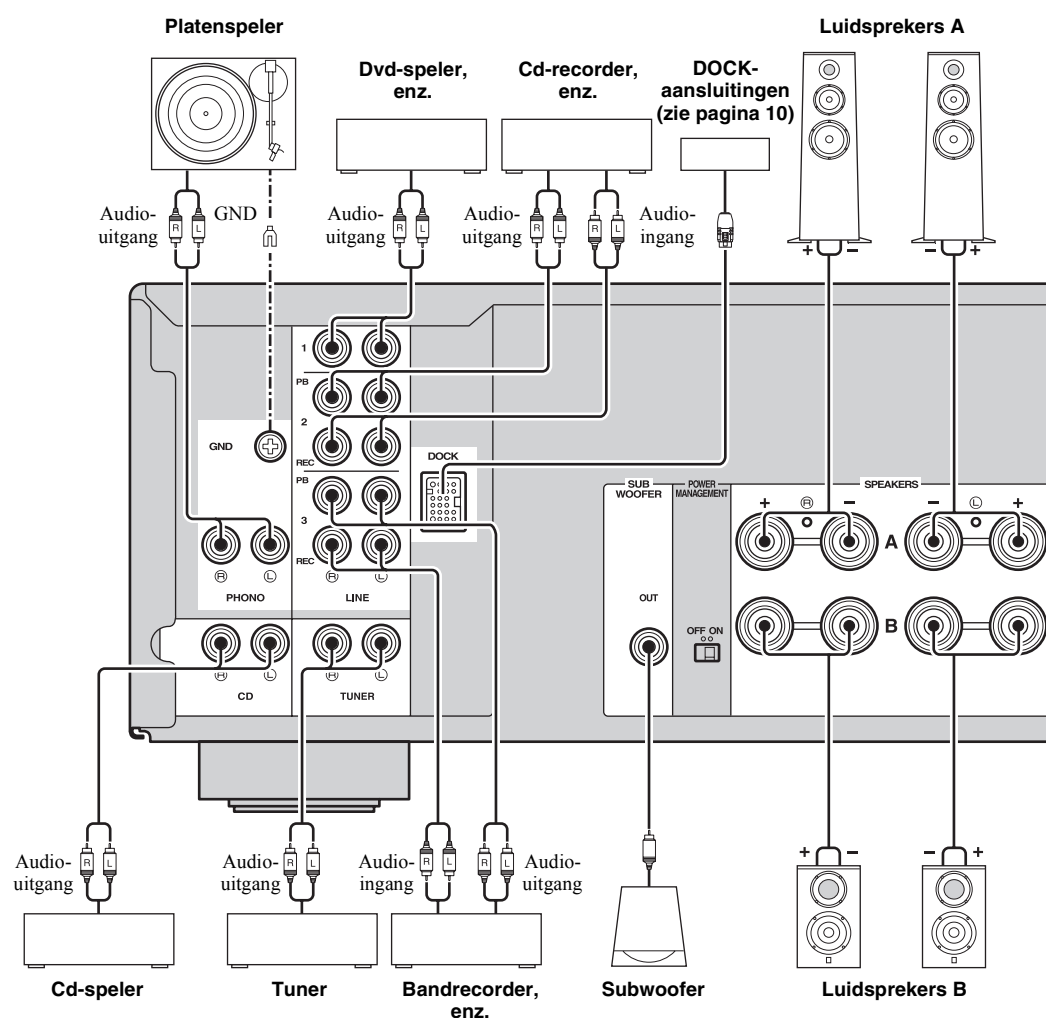 Platenspeler
Luidsprekers A
Dvd-speler,
enz.
Cd-recorder,
enz.
DOCK-
aansluitingen
(zie pagina 10)
Audio-
uitgang
R
L
GND
Audio-
uitgang
R
L
Audio-
uitgang
R
L
R
L
Audio-
ingang
+
–
–
+
1
PB
2
REC
PB
3
REC
GND
DOCK
R
L
PHONO
R
L
LINE
R
L
CD
R
L
TUNER
SUB
WOOFER
OUT
POWER
MANAGEMENT
OFF ON
SPEAKERS
+
R
–
–
L
+
A
B
Audio-
uitgang
R
L
Audio-
uitgang
R
L
Audio-
ingang
R
L
R
L
Audio-
uitgang
+
–
–
+
Cd-speler
Tuner
Bandrecorder,
enz.
Subwoofer
Luidsprekers B